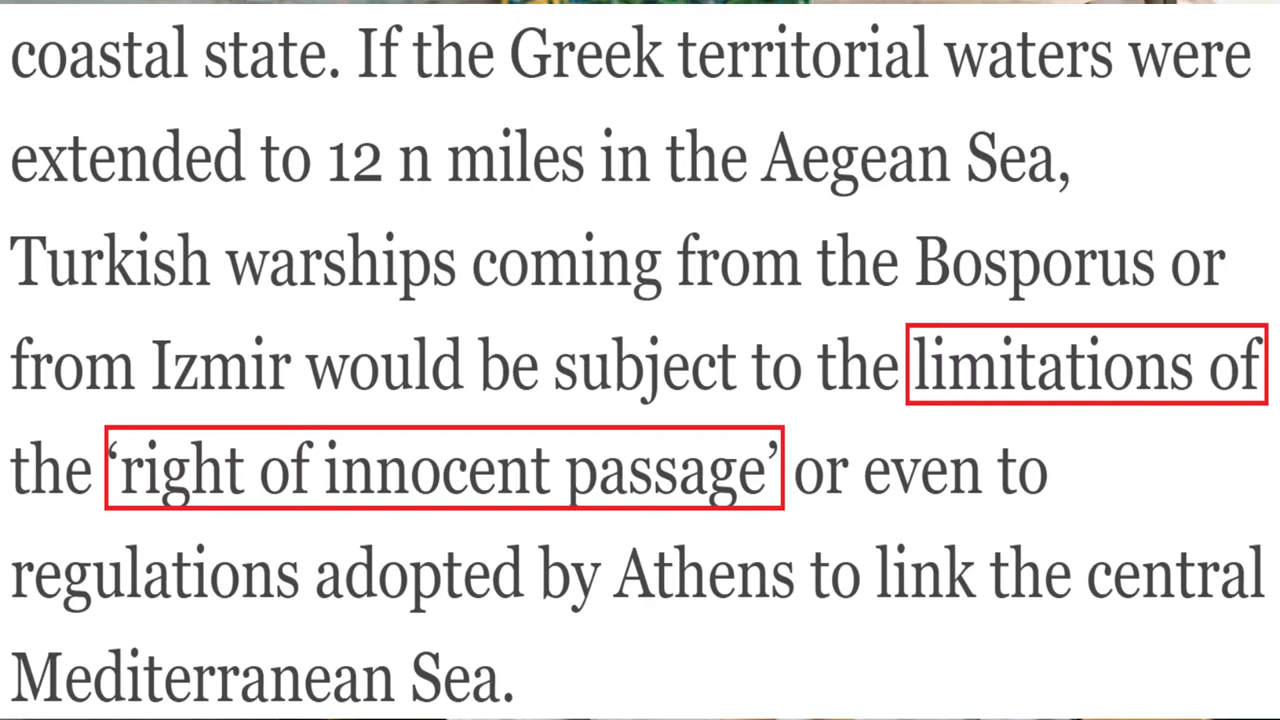 coastal state. If the Greek territorial waters were
extended to 12 n miles in the Aegean Sea,
Turkish warships coming from the Bosporus or
from Izmir would be subject to the limitations of
the ‘right of innocent passage’ or even to
regulations adopted by Athens to link the central
Mediterranean Sea.